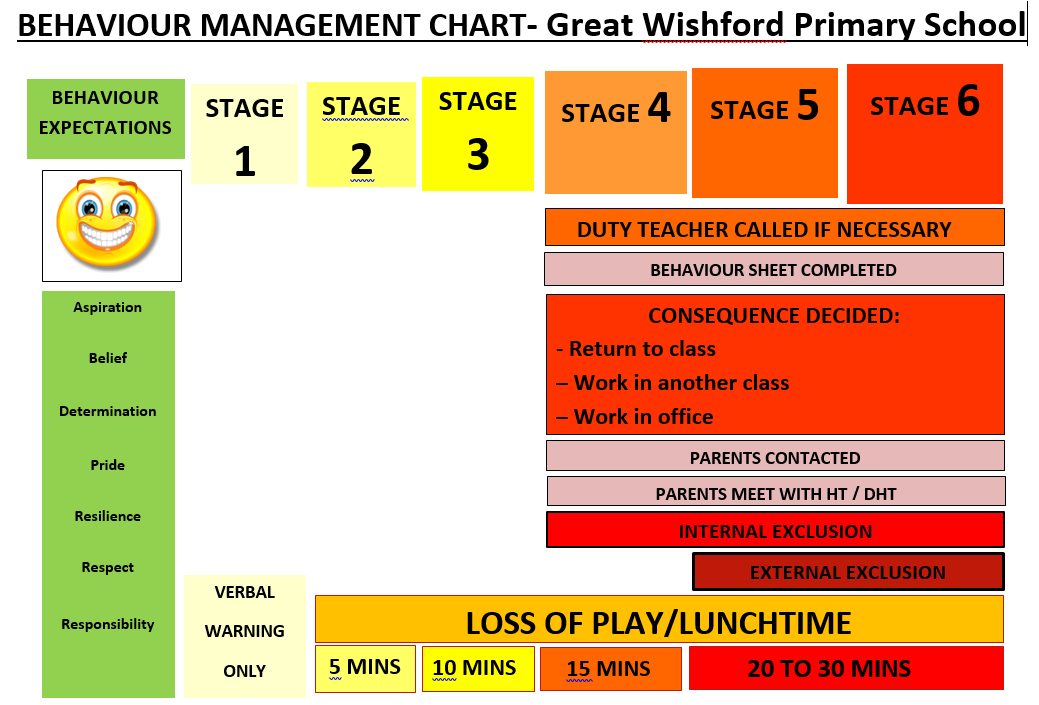 BEHAVIOUR MANAGEMENT CHART- Great Wishford Primary School
BEHAVIOUR
EXPECTATIONS
STAGE
1
STAGE
2
STAGE
3
STAGE 4
STAGE 5
STAGE 6
DUTY TEACHER CALLED IF NECESSARY
BEHAVIOUR SHEET COMPLETED
CONSEQUENCE DECIDED:
- Return to class
– Work in another class
– Work in office
PARENTS CONTACTED
PARENTS MEET WITH HT / DHT
INTERNAL EXCLUSION
EXTERNAL EXCLUSION
Aspiration
Belief
Determination
Pride
Resilience
Respect
Responsibility
VERBAL
WARNING
ONLY
LOSS OF PLAY/LUNCHTIME
5 MINS
10 MINS
15 MINS
20 TO 30 MINS